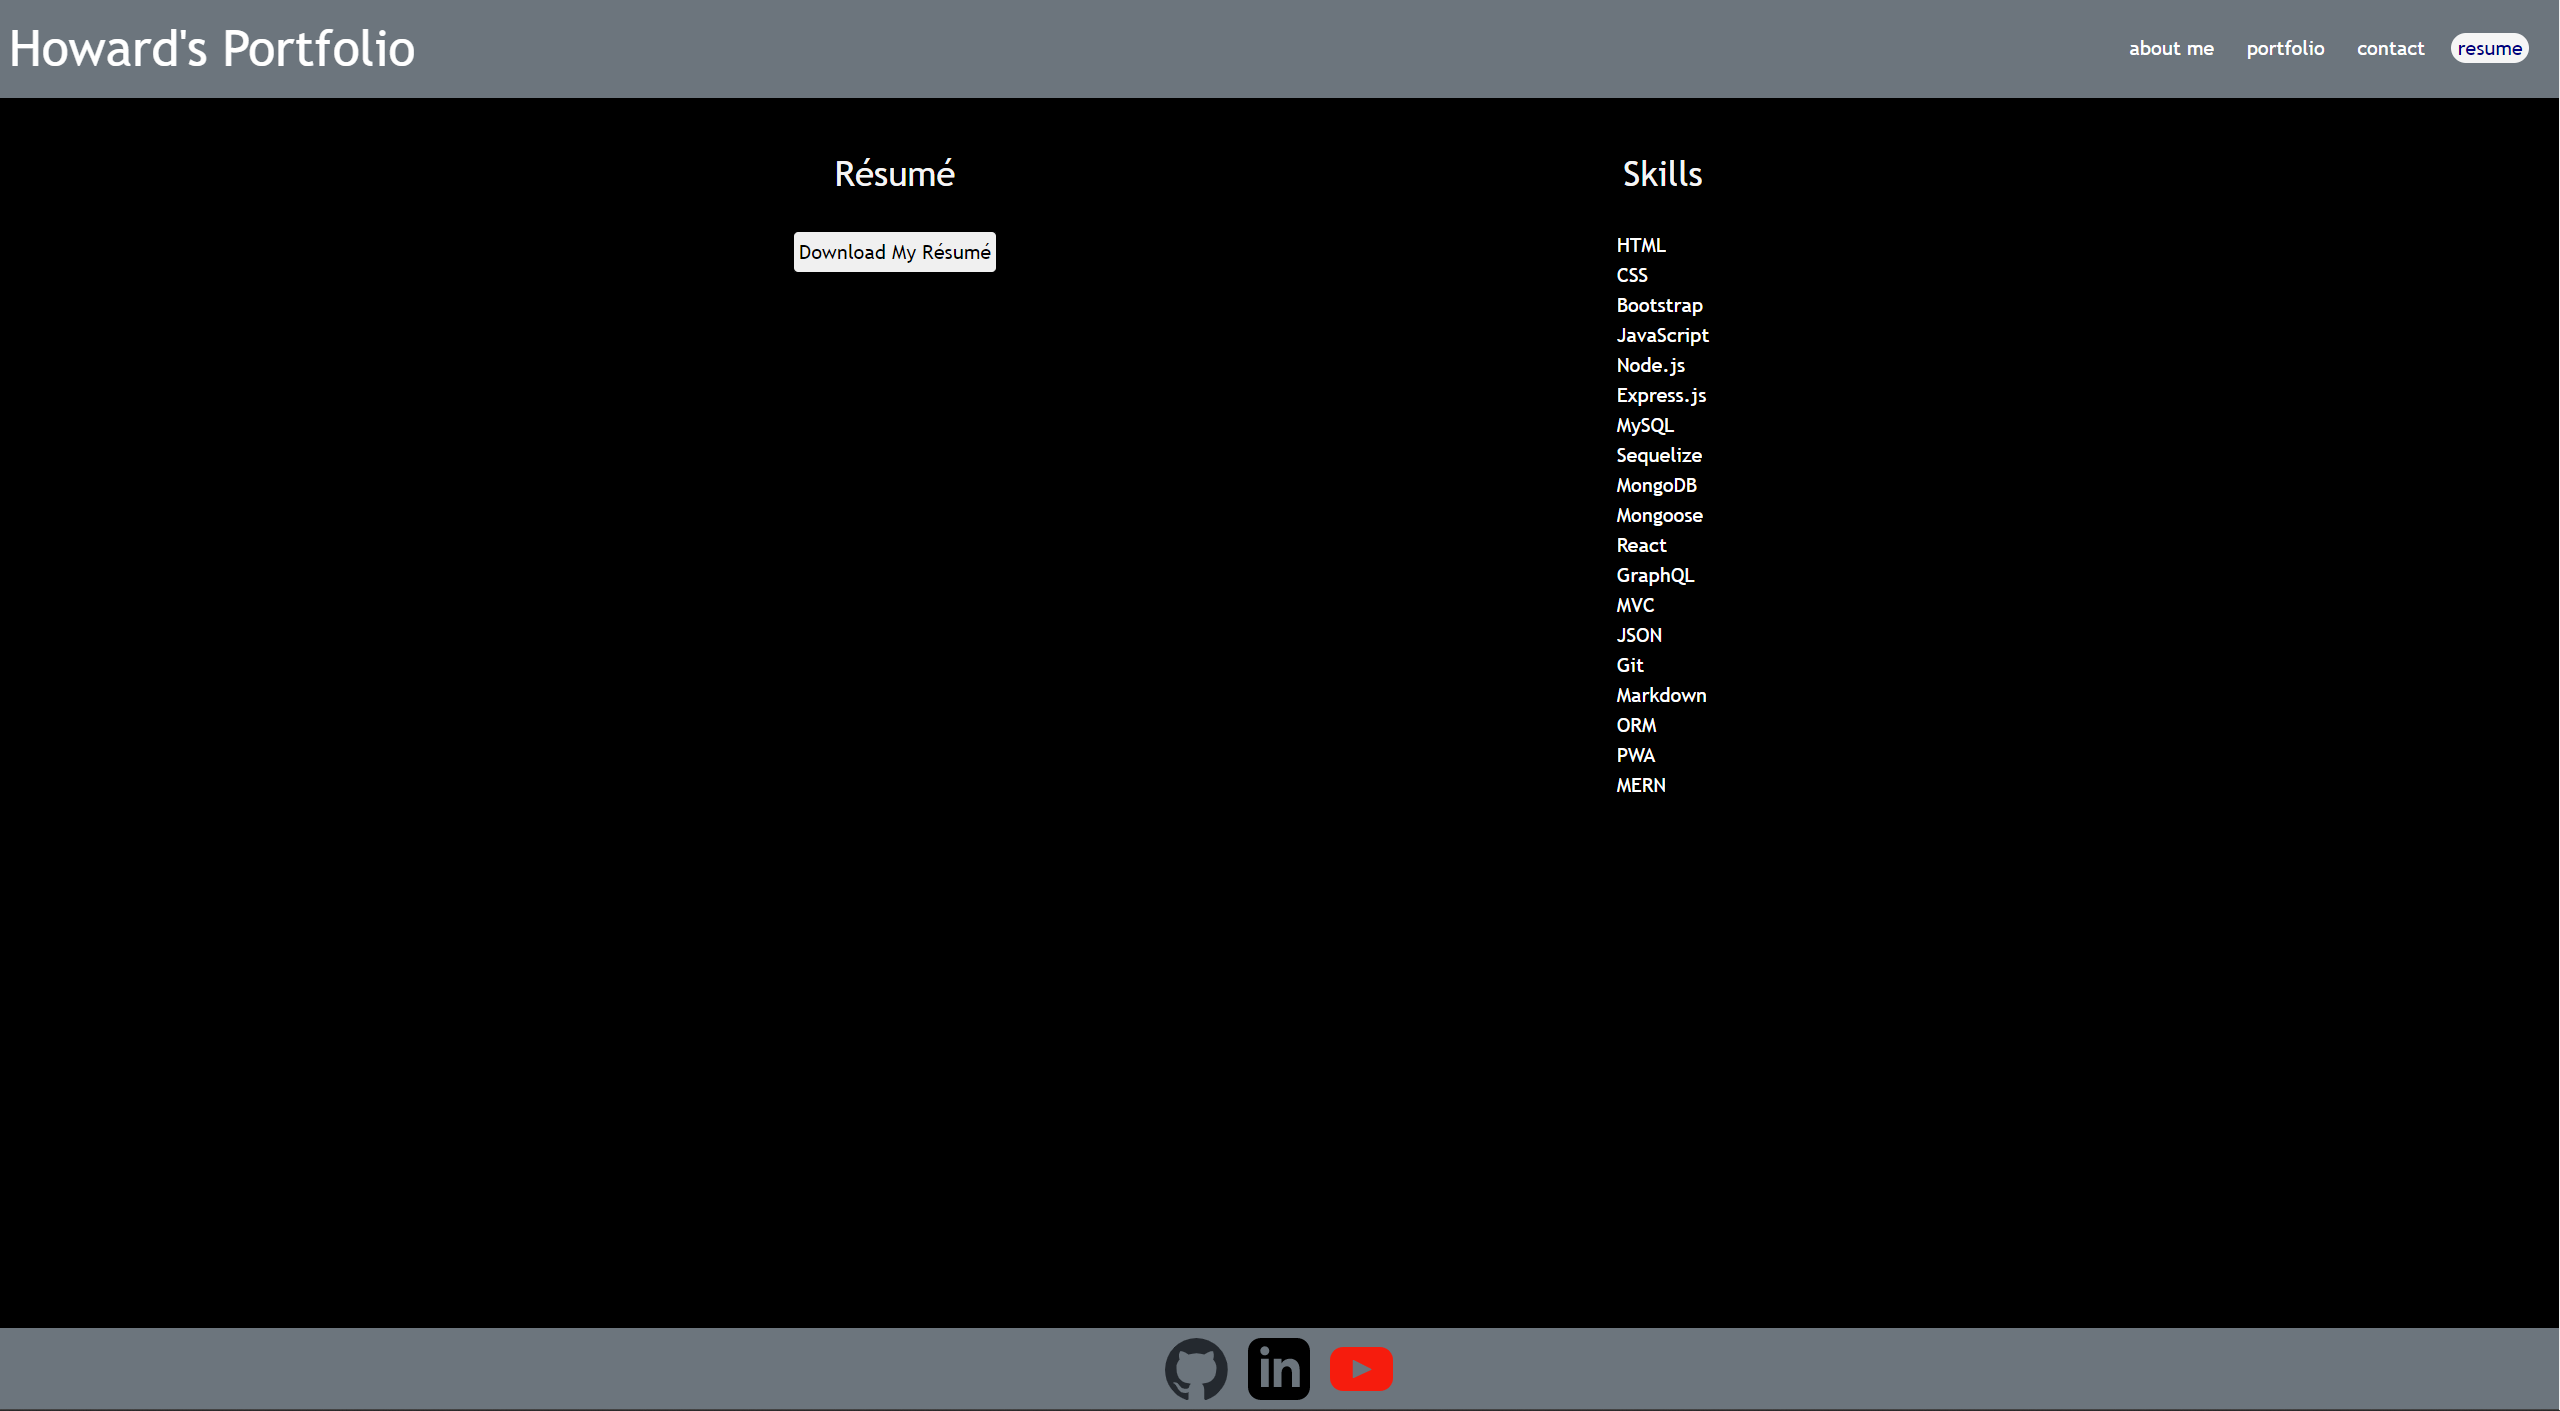 Howard's Portfolio
about me portfolio contact resume
Résumé
Download My Résumé
Skills
HTML
CSS
Bootstrap
JavaScript
Node.js
Express.js
MySQL
Sequelize
MongoDB
Mongoose
React
GraphQL
MVC
JSON
Git
Markdown
ORM
PWA
MERN
in